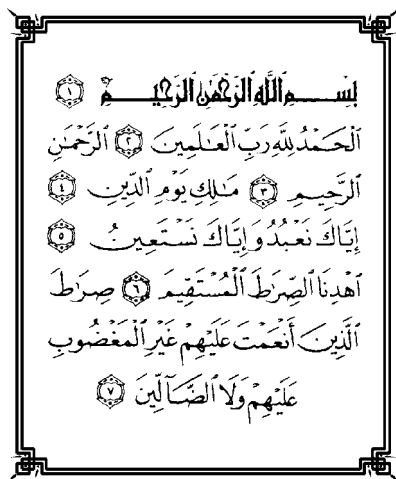 بِسْمِ ٱللَّهِ ٱلرَّحْمَٰنِ ٱلرَّحِيمِ ۝١
ٱلْحَمْدُ لِلَّهِ رَبِّ ٱلْعَٰلَمِينَ ۝٢ ٱلرَّحْمَٰنِ
ٱلرَّحِيمِ ۝٣ مَٰلِكِ يَوْمِ ٱلدِّينِ ۝٤
إِيَّاكَ نَعْبُدُ وَإِيَّاكَ نَسْتَعِينُ ۝٥
ٱهْدِنَا ٱلصِّرَٰطَ ٱلْمُسْتَقِيمَ ۝٦ صِرَٰطَ
ٱلَّذِينَ أَنْعَمْتَ عَلَيْهِمْ غَيْرِ ٱلْمَغْضُوبِ
عَلَيْهِمْ وَلَا ٱلضَّآلِّينَ ۝٧